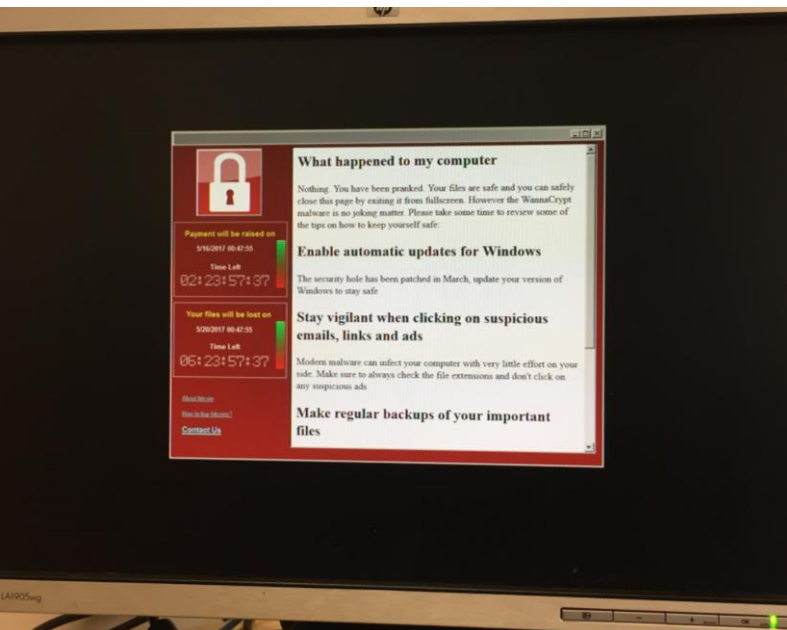 hp
What happened to my computer
Nothing. You have been pranked. Your files are safe and you can safely
close this page by exiting it from fullscreen. However the WannaCrypt
malware is no joking matter. Please take some time to review some of
the tips on how to keep yourself safe:
Payment will be raised on
5/16/2017 00:47:55
Time Left
02:23:57:37
Enable automatic updates for Windows
The security hole has been patched in March, update your version of
Windows to stay safe
Your files will be lost on
5/20/2017 00:47:55
Time Left
06:23:57:37
Stay vigilant when clicking on suspicious
emails, links and ads
Modern malware can infect your computer with very little effort on your
side. Make sure to always check the file extensions and don't click on
any suspicious ads
About bitcoin
How to buy bitcoins?
Contact Us
Make regular backups of your important
files
LA1905wg